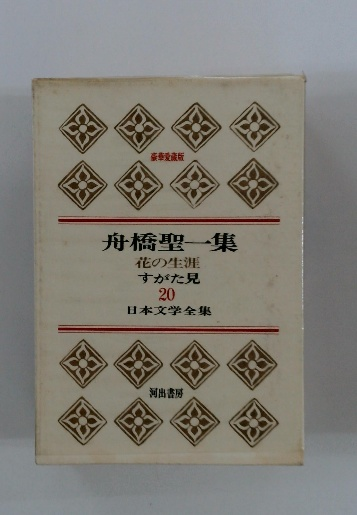 豪華愛蔵版
舟橋聖一集
花の生涯
すがた見
20
日本文学全集
河出書房